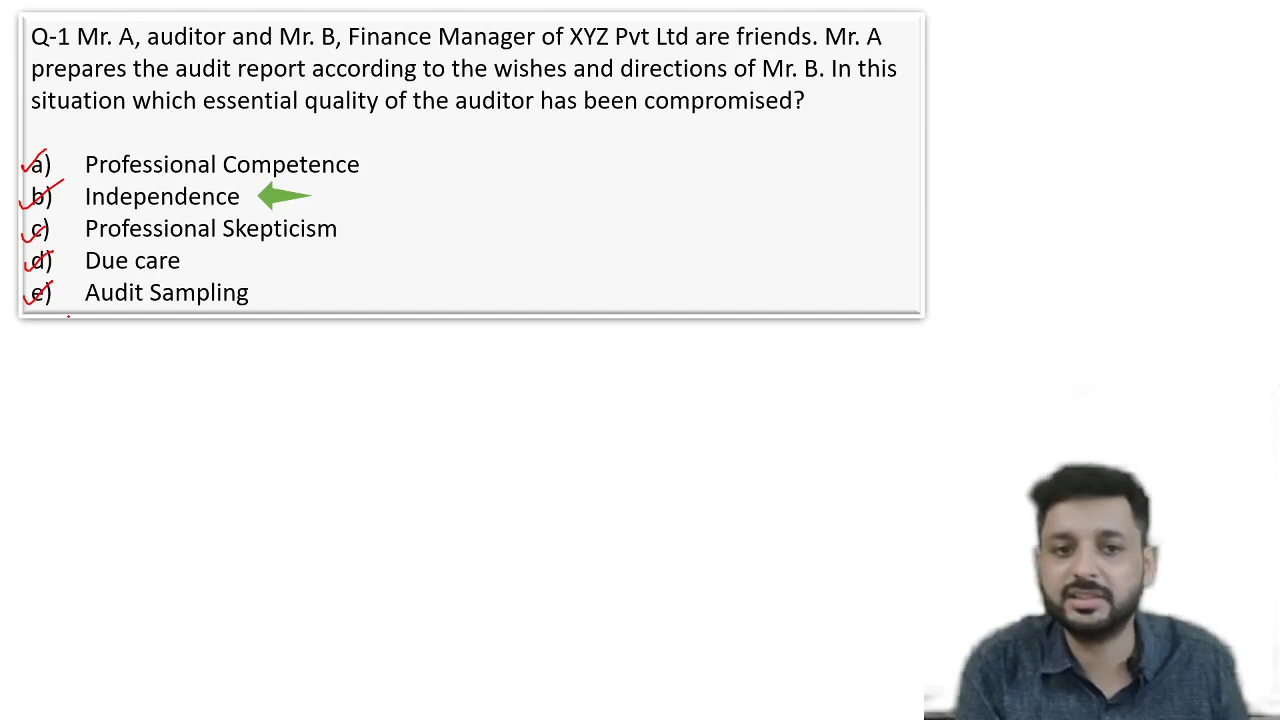 Q-1 Mr. A, auditor and Mr. B, Finance Manager of XYZ Pvt Ltd are friends. Mr. A
prepares the audit report according to the wishes and directions of Mr. B. In this
situation which essential quality of the auditor has been compromised?
a) Professional Competence
b) Independence
c) Professional Skepticism
d) Due care
e) Audit Sampling